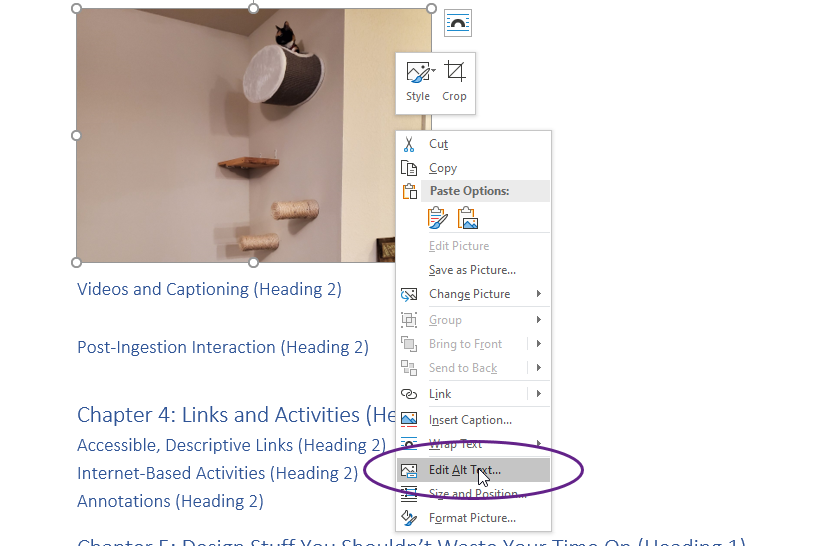 Style Crop
Cut
Copy
Paste Options:
Edit Picture
Save as Picture...
Change Picture
Group
Bring to Front
Send to Back
Link
Insert Caption...
Wrap Text
Edit Alt Text...
Size and Position...
Format Picture...
Videos and Captioning (Heading 2)
Post-Ingestion Interaction (Heading 2)
Chapter 4: Links and Activities (He
Accessible, Descriptive Links (Heading 2)
Internet-Based Activities (Heading 2)
Annotations (Heading 2)
Chapter 5: Design Stuff You Shouldn't Waste Your Time On (Heading 1)